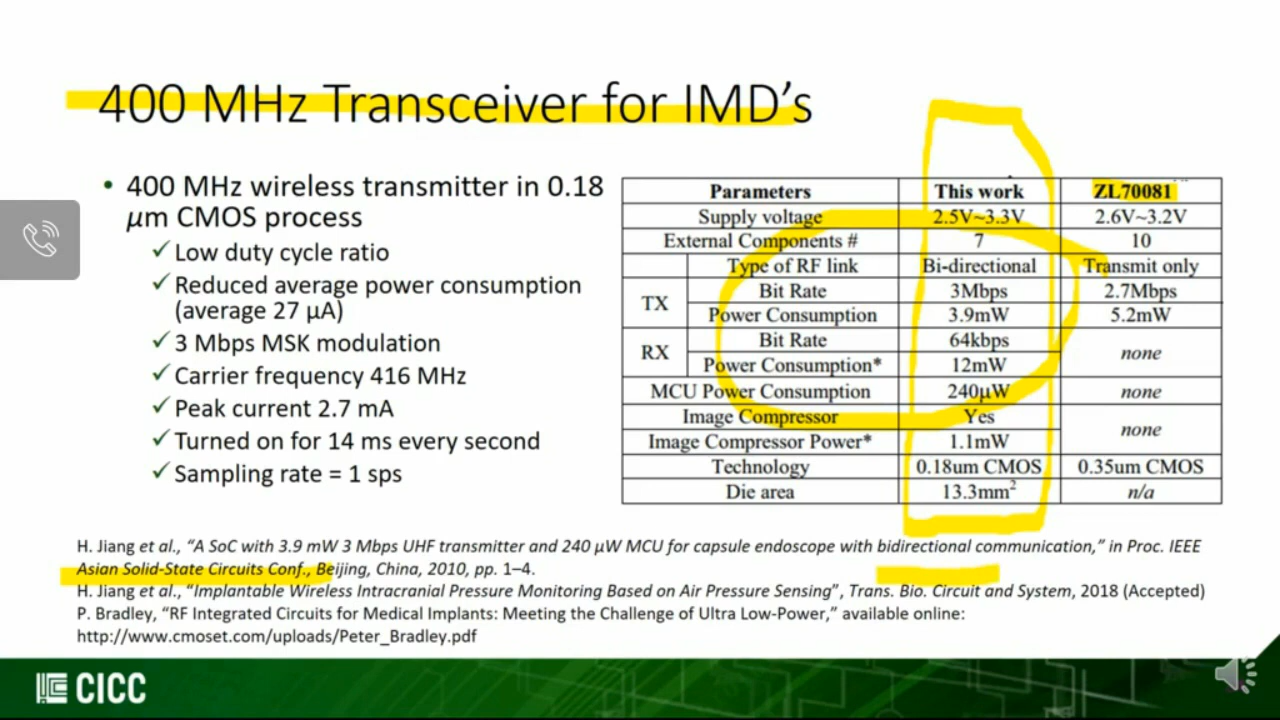 400 MHz Transceiver for IMD's
• 400 MHz wireless transmitter in 0.18
μm CMOS process
✓ Low duty cycle ratio
✓ Reduced average power consumption
(average 27 μA)
✓ 3 Mbps MSK modulation
✓ Carrier frequency 416 MHz
✓ Peak current 2.7 mA
✓ Turned on for 14 ms every second
✓ Sampling rate = 1 sps
Parameters This work ZL70081
Supply voltage 2.5V~3.3V 2.6V~3.2V
External Components # 7 10
Type of RF link Bi-directional Transmit only
TX Bit Rate 3Mbps 2.7Mbps
Power Consumption 3.9mW 5.2mW
RX Bit Rate 64kbps none
Power Consumption* 12mW
MCU Power Consumption 240μW none
Image Compressor Yes none
Image Compressor Power* 1.1mW
Technology 0.18um CMOS 0.35um CMOS
Die area 13.3mm² n/a
H. Jiang et al., "A SoC with 3.9 mW 3 Mbps UHF transmitter and 240 μW MCU for capsule endoscope with bidirectional communication," in Proc. IEEE
Asian Solid-State Circuits Conf., Beijing, China, 2010, pp. 1–4.
H. Jiang et al., "Implantable Wireless Intracranial Pressure Monitoring Based on Air Pressure Sensing", Trans. Bio. Circuit and System, 2018 (Accepted)
P. Bradley, "RF Integrated Circuits for Medical Implants: Meeting the Challenge of Ultra Low-Power," available online:
http://www.cmoset.com/uploads/Peter_Bradley.pdf
CICC